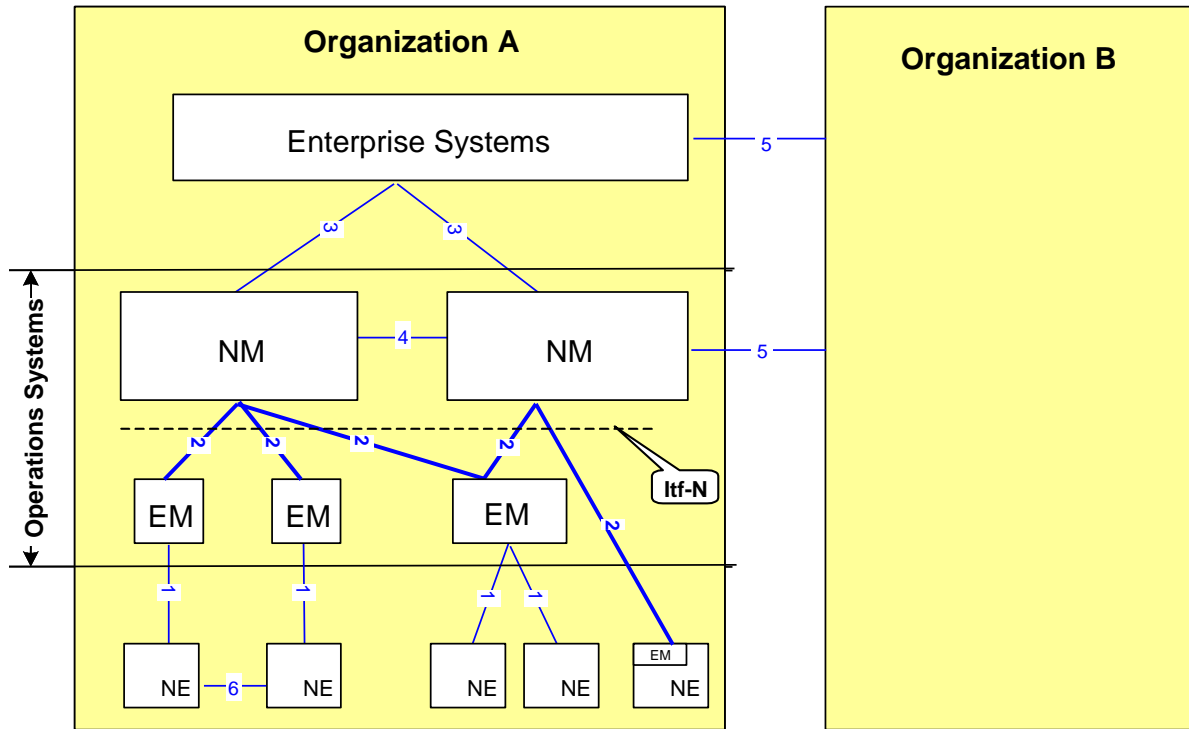 Organization A
Organization B
Enterprise Systems
5
3
3
Operations Systems
NM
4
NM
5
2
2
2
2
Itf-N
EM
EM
EM
2
1
1
1
1
NE
6
NE
NE
NE
EM
NE